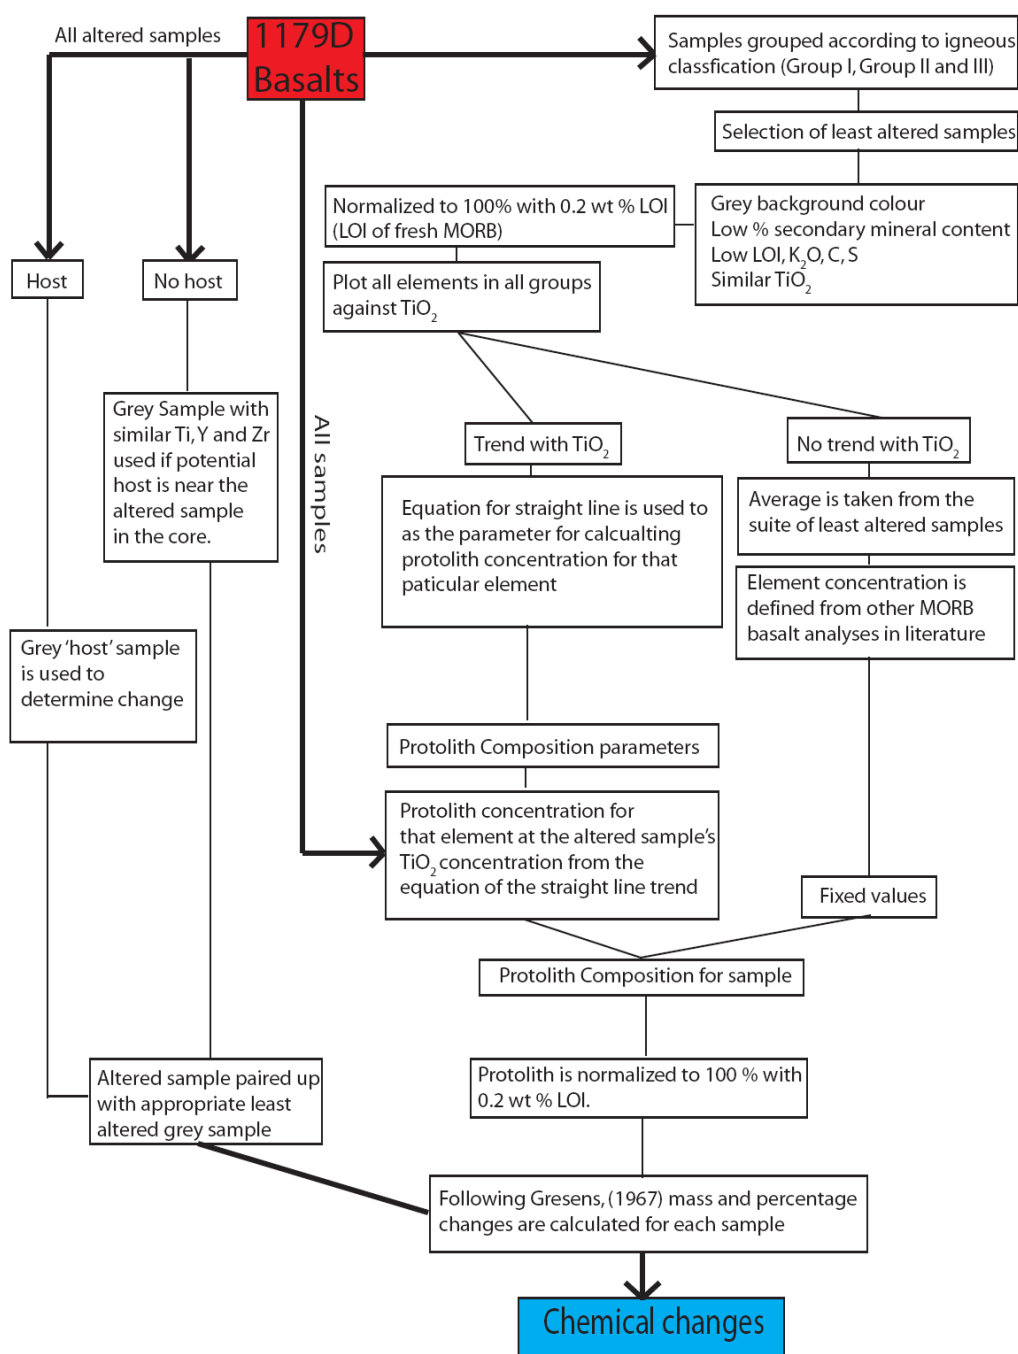 All altered samples
1179D
Basalts
Samples grouped according to igneous
classfication (Group I, Group II and III)
Selection of least altered samples
Grey background colour
Low % secondary mineral content
Low LOI, K₂O, C, S
Similar TiO₂
Normalized to 100% with 0.2 wt % LOI
(LOI of fresh MORB)
Plot all elements in all groups
against TiO₂
Host
No host
Grey Sample with
similar Ti, Y and Zr
used if potential
host is near the
altered sample
in the core.
All samples
Trend with TiO₂
No trend with TiO₂
Equation for straight line is used to
as the parameter for calcualting
protolith concentration for that
paticular element
Average is taken from the
suite of least altered samples
Element concentration is
defined from other MORB
basalt analyses in literature
Grey ‘host’ sample
is used to
determine change
Protolith Composition parameters
Protolith concentration for
that element at the altered sample’s
TiO₂ concentration from the
equation of the straight line trend
Fixed values
Protolith Composition for sample
Altered sample paired up
with appropriate least
altered grey sample
Protolith is normalized to 100 % with
0.2 wt % LOI.
Following Gresens, (1967) mass and percentage
changes are calculated for each sample
Chemical changes